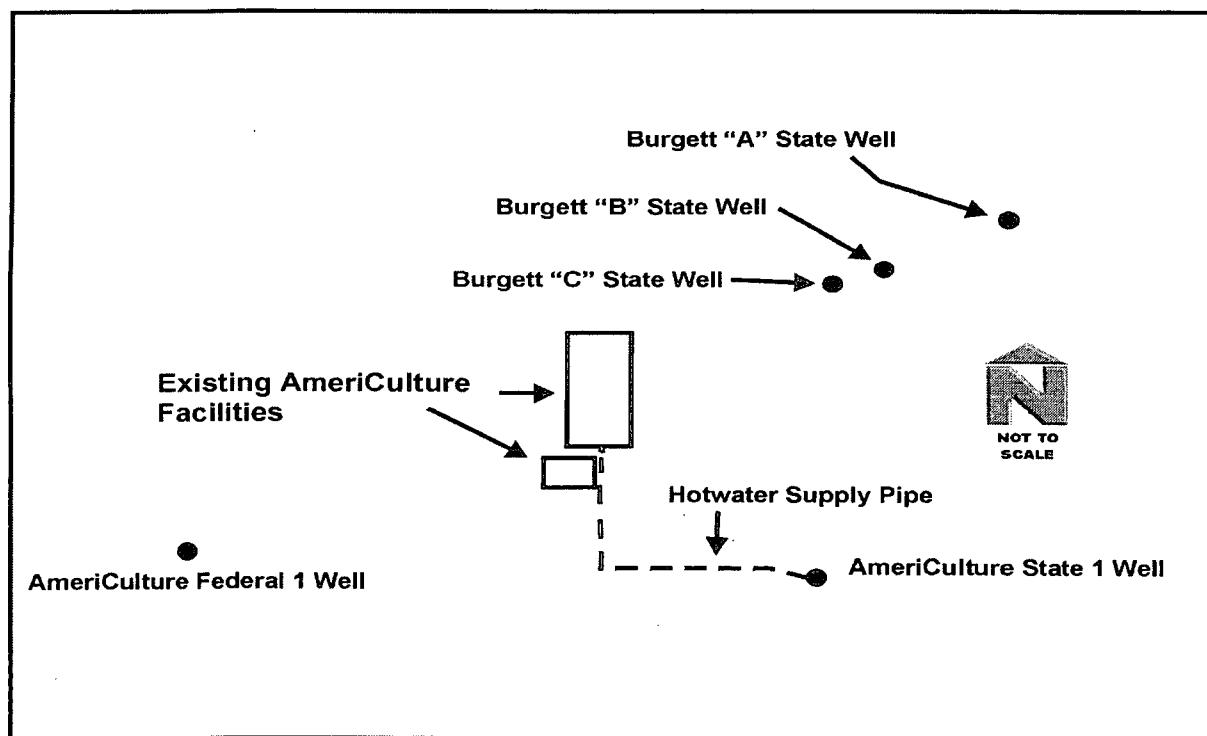 Burgett “A” State Well
Burgett “B” State Well
Burgett “C” State Well
Existing AmeriCulture
Facilities
N
NOT TO
SCALE
Hotwater Supply Pipe
AmeriCulture Federal 1 Well
AmeriCulture State 1 Well